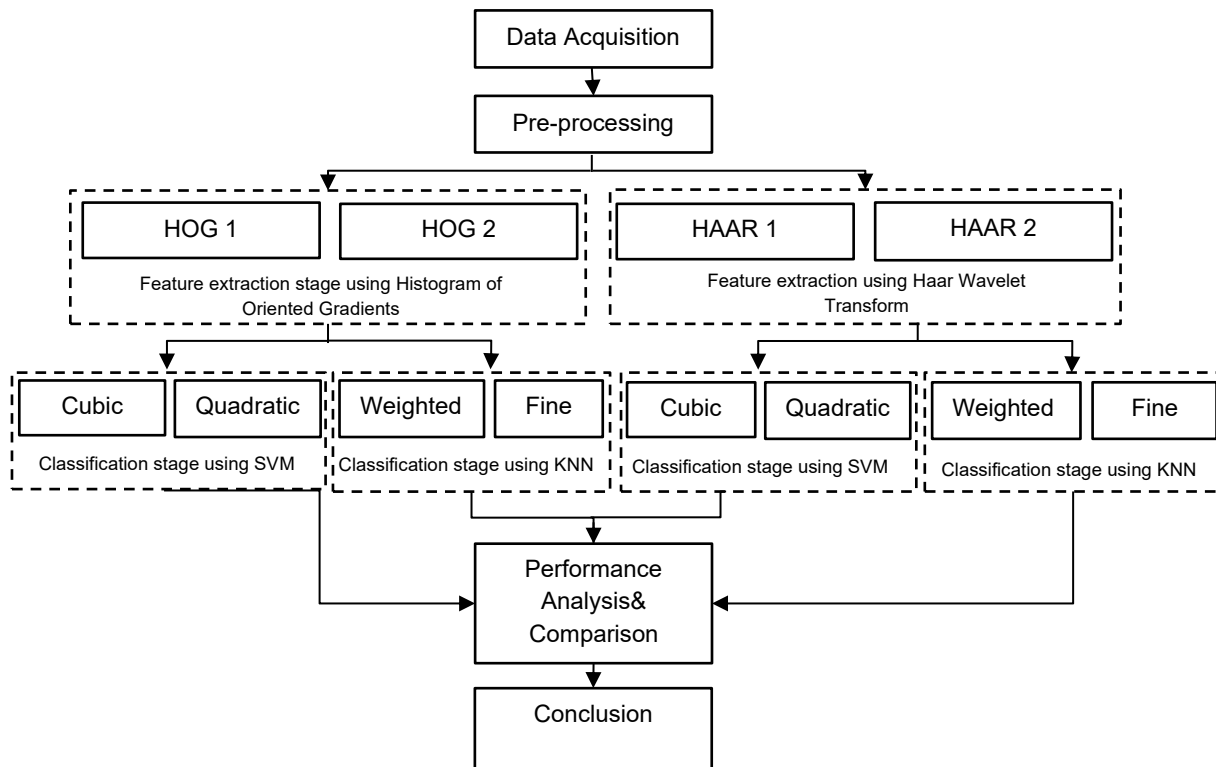 Data Acquisition
Pre-processing
HOG 1
HOG 2
Feature extraction stage using Histogram of
Oriented Gradients
HAAR 1
HAAR 2
Feature extraction using Haar Wavelet
Transform
Cubic
Quadratic
Classification stage using SVM
Weighted
Fine
Classification stage using KNN
Cubic
Quadratic
Classification stage using SVM
Weighted
Fine
Classification stage using KNN
Performance
Analysis&
Comparison
Conclusion